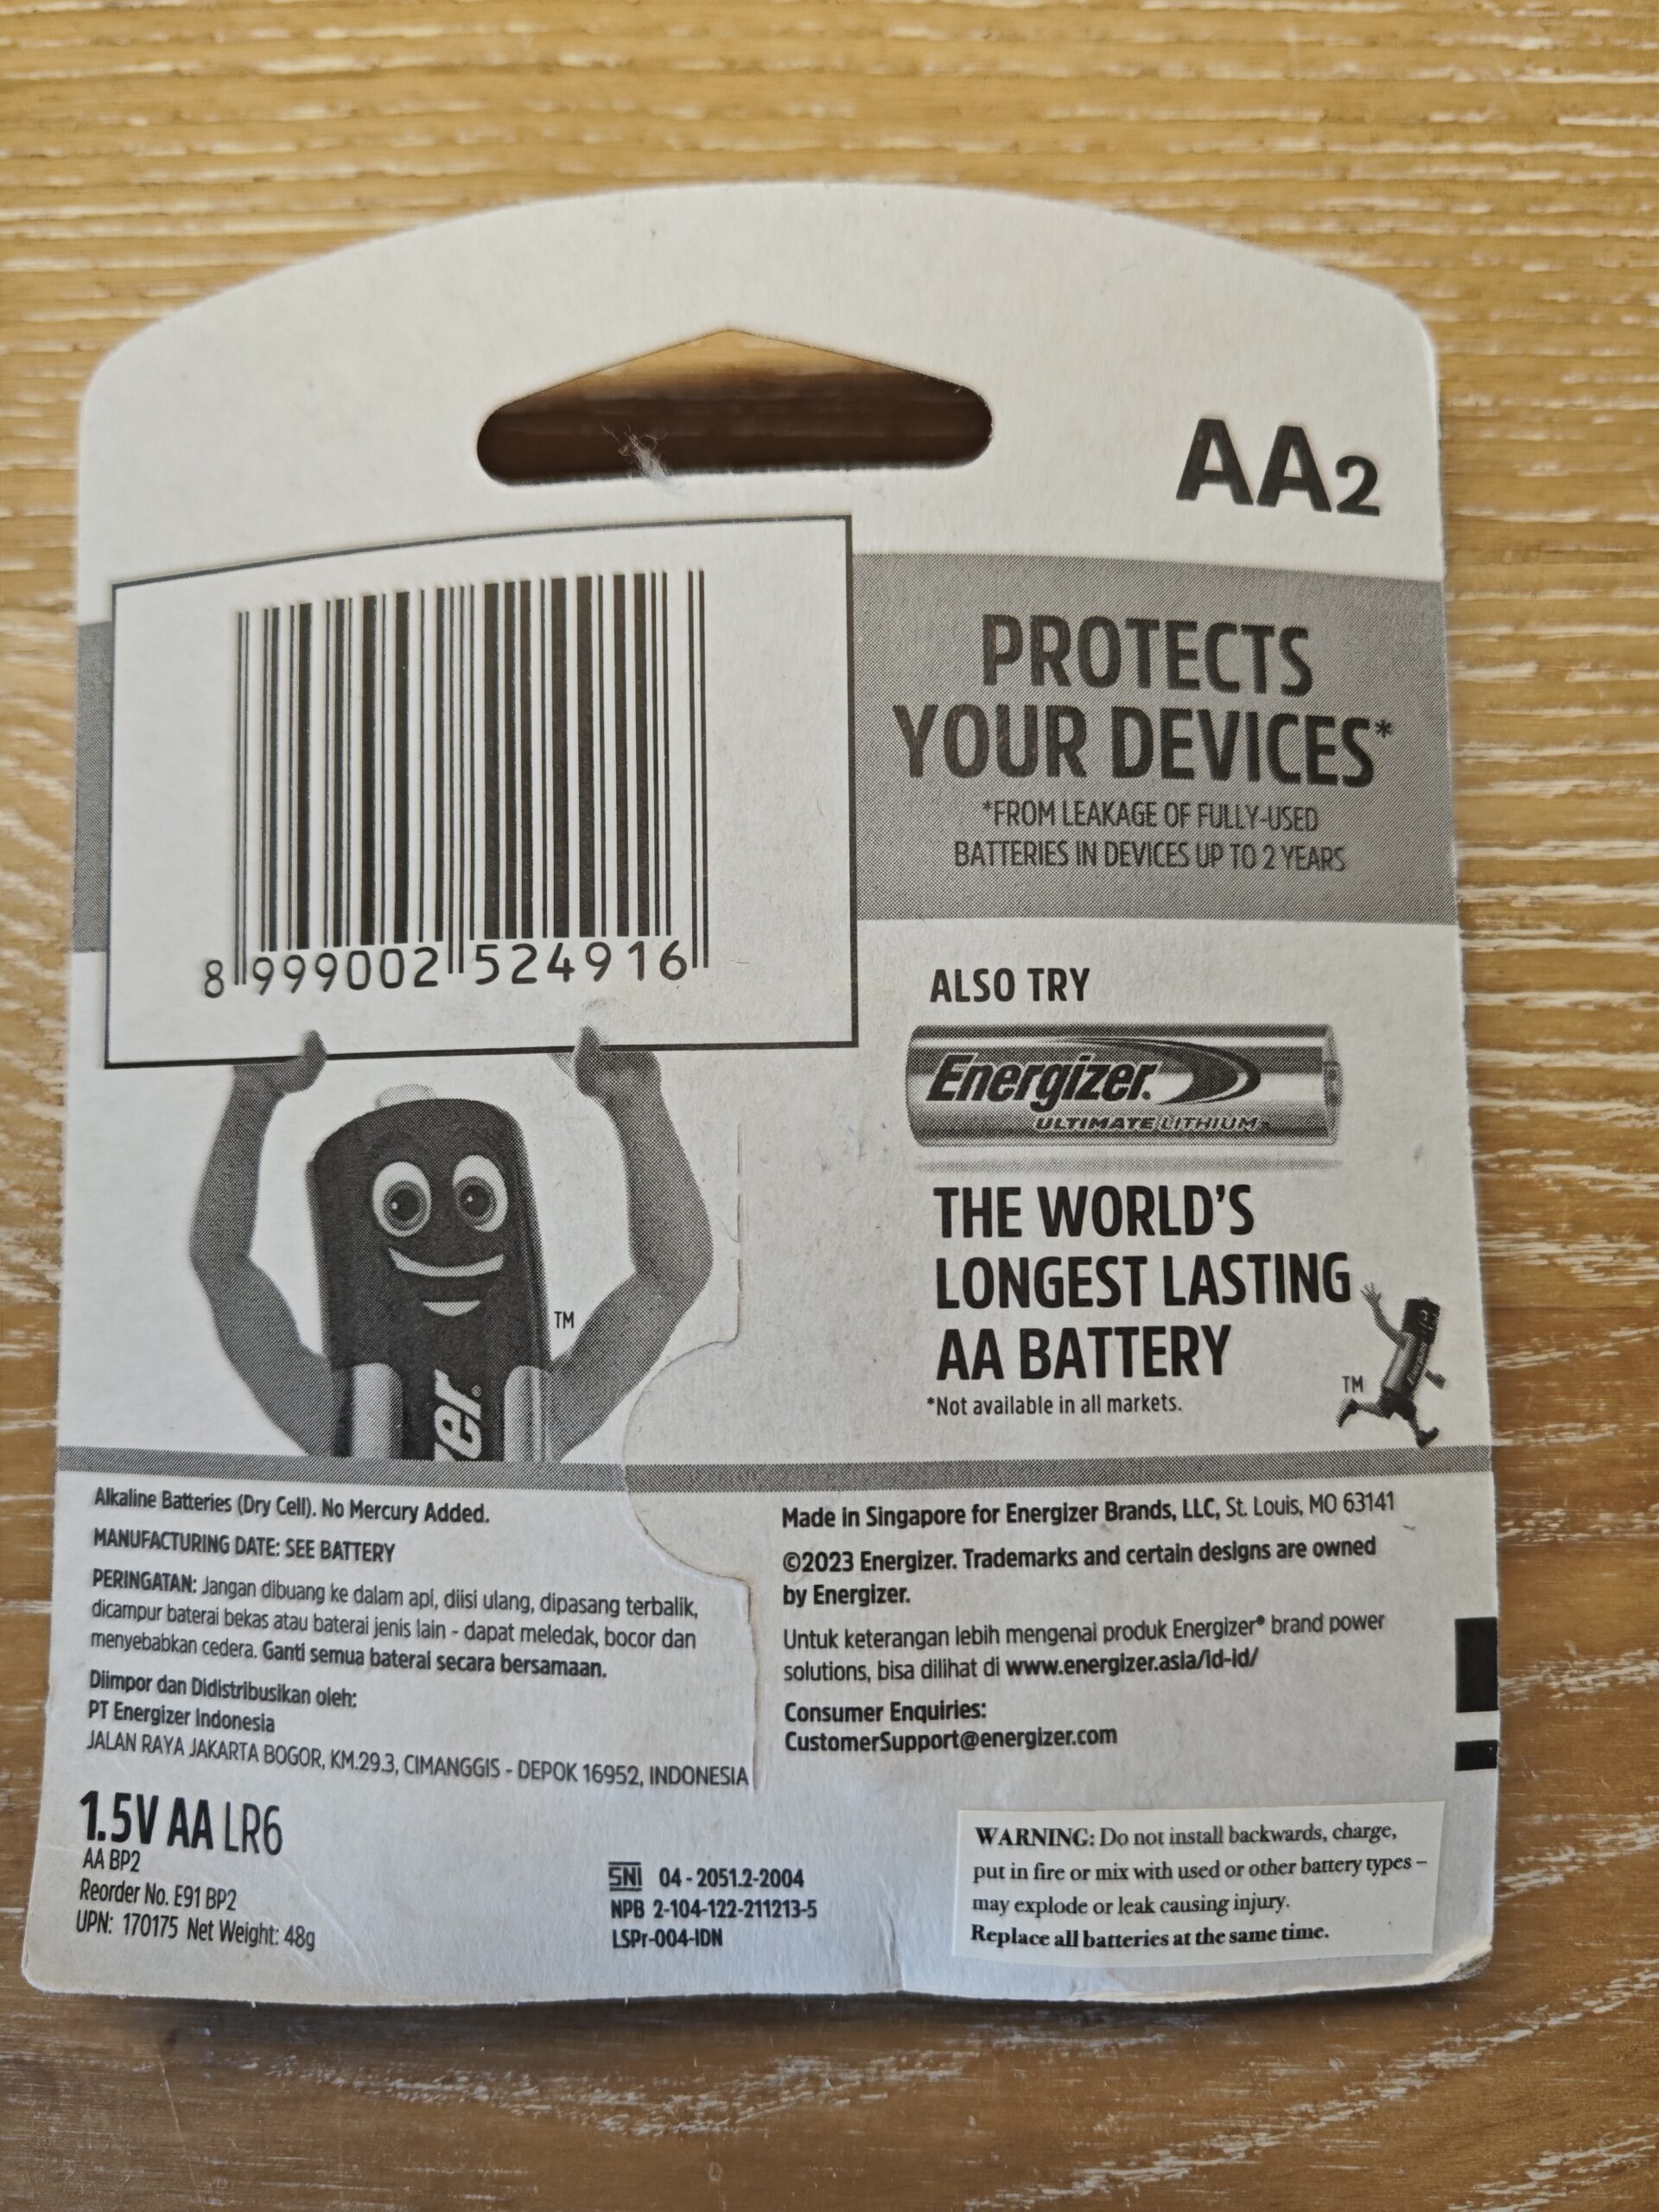 AA2
8 999002 524916
PROTECTS
YOUR DEVICES*
*FROM LEAKAGE OF FULLY-USED
BATTERIES IN DEVICES UP TO 2 YEARS
ALSO TRY
Energizer.
ULTIMATE LITHIUM™
THE WORLD'S
LONGEST LASTING
AA BATTERY
*Not available in all markets.
TM
TM
zer.®
Alkaline Batteries (Dry Cell). No Mercury Added.
MANUFACTURING DATE: SEE BATTERY
PERINGATAN: Jangan dibuang ke dalam api, diisi ulang, dipasang terbalik,
dicampur baterai bekas atau baterai jenis lain - dapat meledak, bocor dan
menyebabkan cedera. Ganti semua baterai secara bersamaan.
Diimpor dan Didistribusikan oleh:
PT Energizer Indonesia
JALAN RAYA JAKARTA BOGOR, KM.29.3, CIMANGGIS - DEPOK 16952, INDONESIA
1.5V AA LR6
AA BP2
Reorder No. E91 BP2
UPN: 170175 Net Weight: 48g
SNI 04-2051.2-2004
NPB 2-104-122-211213-5
LSPr-004-IDN
Made in Singapore for Energizer Brands, LLC, St. Louis, MO 63141
©2023 Energizer. Trademarks and certain designs are owned
by Energizer.
Untuk keterangan lebih mengenai produk Energizer® brand power
solutions, bisa dilihat di www.energizer.asia/id-id/
Consumer Enquiries:
CustomerSupport@energizer.com
WARNING: Do not install backwards, charge,
put in fire or mix with used or other battery types –
may explode or leak causing injury.
Replace all batteries at the same time.